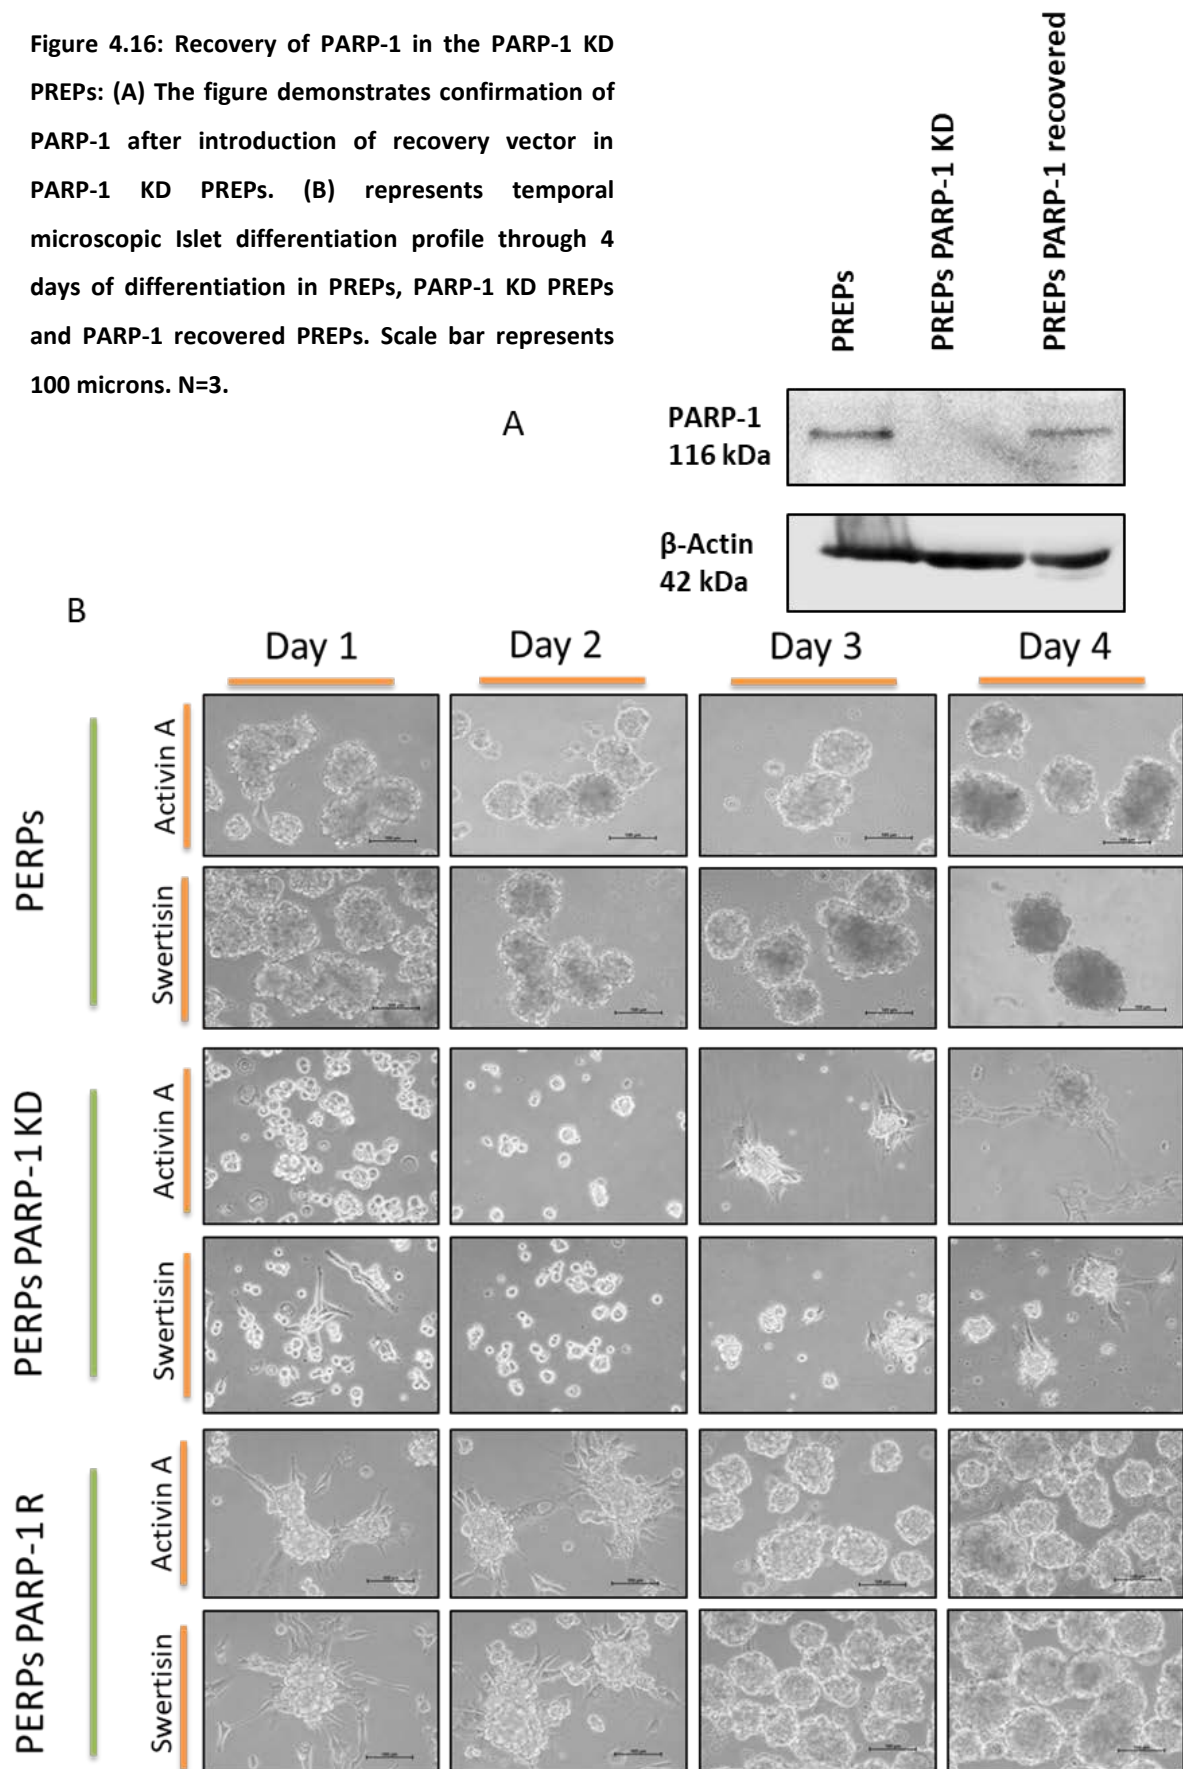 Figure 4.16: Recovery of PARP-1 in the PARP-1 KD
PREPs: (A) The figure demonstrates confirmation of
PARP-1 after introduction of recovery vector in
PARP-1 KD PREPs. (B) represents temporal
microscopic Islet differentiation profile through 4
days of differentiation in PREPs, PARP-1 KD PREPs
and PARP-1 recovered PREPs. Scale bar represents
100 microns. N=3.
PREPs
PREPs PARP-1 KD
PREPs PARP-1 recovered
A
PARP-1
116 kDa
β-Actin
42 kDa
B
Day 1
Day 2
Day 3
Day 4
PERPs
Activin A
Swertisin
PERPs PARP-1 KD
Activin A
Swertisin
PERPs PARP-1 R
Activin A
Swertisin